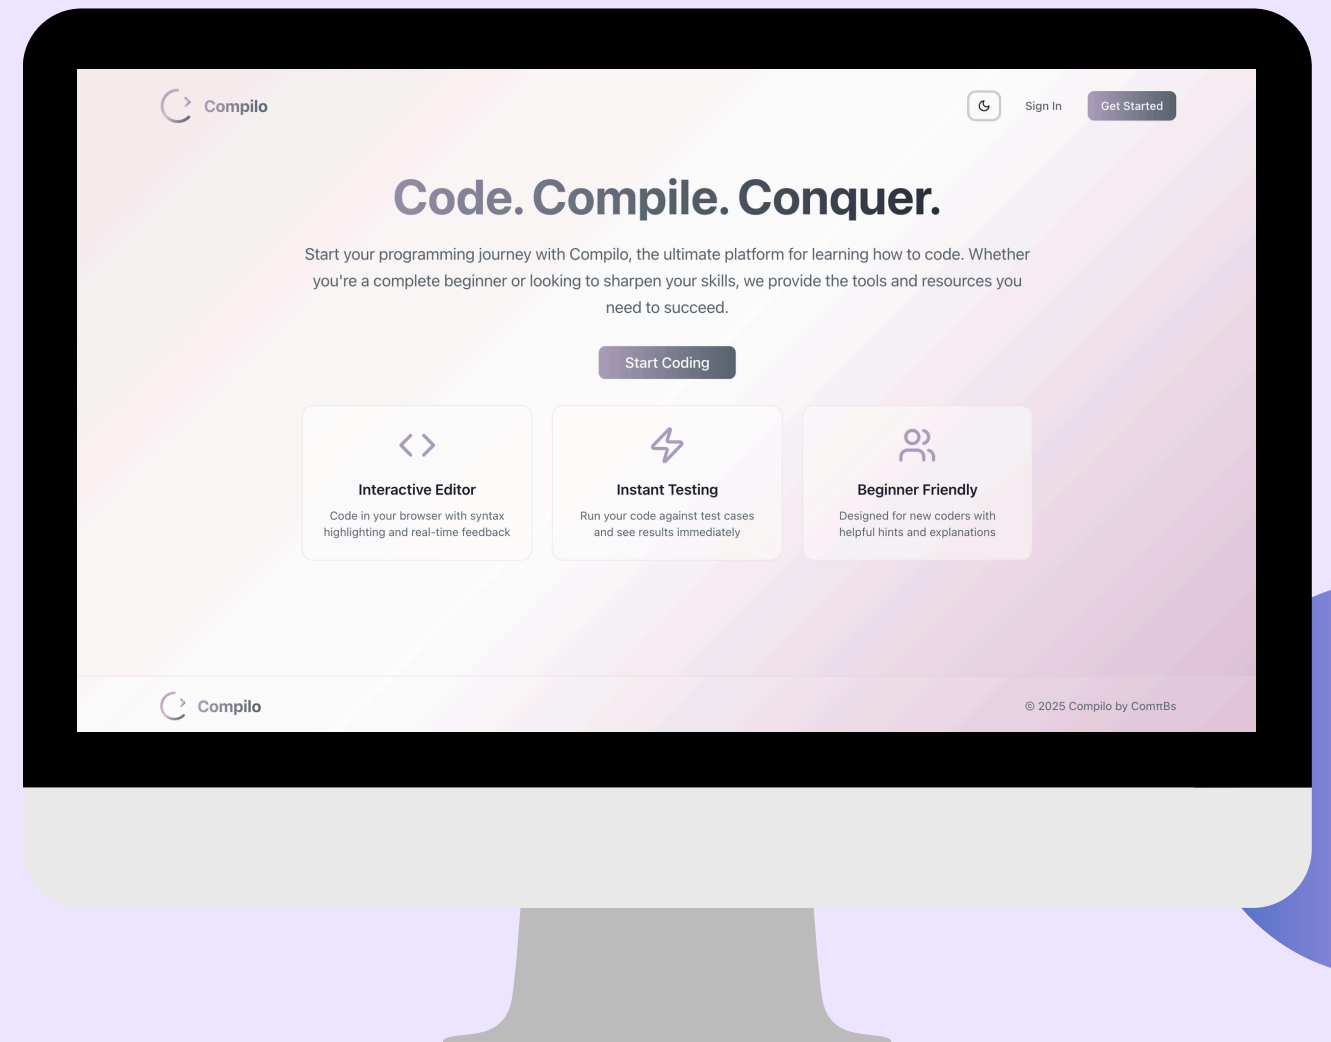 Compilo
Sign In
Get Started
Code. Compile. Conquer.
Start your programming journey with Compilo, the ultimate platform for learning how to code. Whether
you're a complete beginner or looking to sharpen your skills, we provide the tools and resources you
need to succeed.
Start Coding
Interactive Editor
Code in your browser with syntax
highlighting and real-time feedback
Instant Testing
Run your code against test cases
and see results immediately
Beginner Friendly
Designed for new coders with
helpful hints and explanations
Compilo
© 2025 Compilo by ComπBs